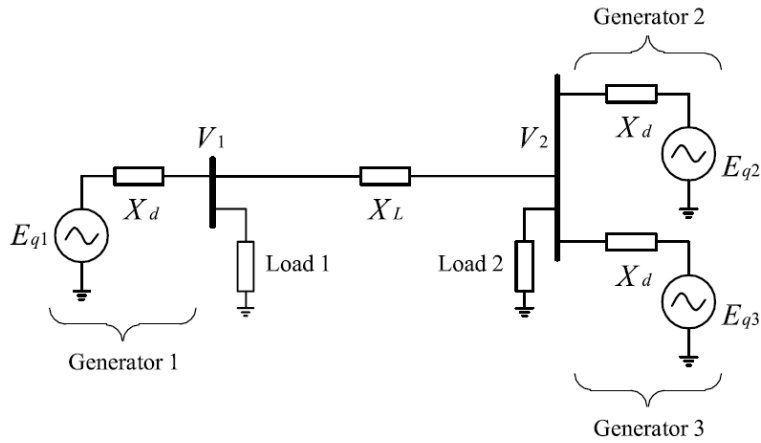 Generator 2
V1
V2
Xd
Eq2
Xd
XL
Eq1
Load 1
Load 2
Xd
Eq3
Generator 1
Generator 3